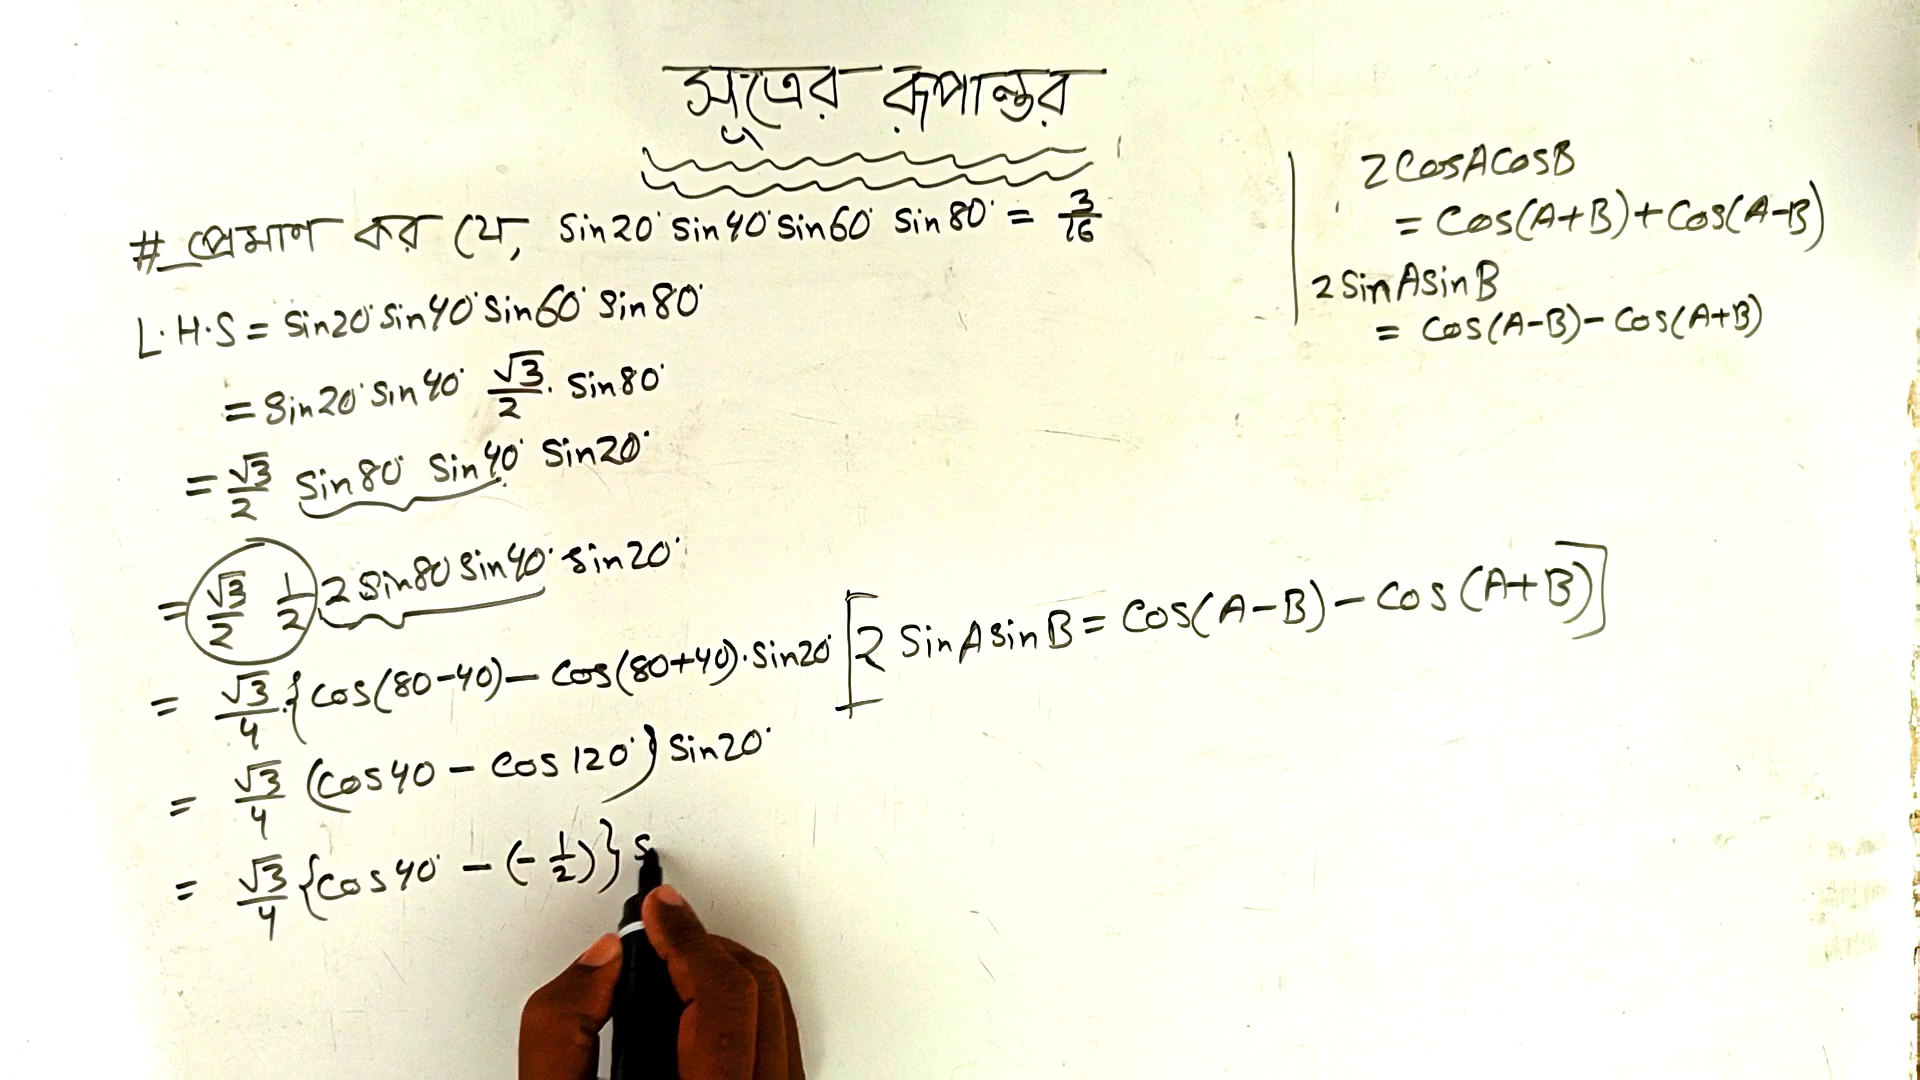 সূত্রের রূপান্তর
# প্রমাণ কর যে, sin20° sin40° sin60° sin80° = 3/16
L.H.S = sin20° sin40° sin60° sin80°
= sin20° sin40° √3/2 . sin80°
= √3/2 sin80° sin40° sin20°
= √3/2 1/2 2 sin80 sin40° sin20°
= √3/4 . {cos(80-40) - cos(80+40) . sin20° [2 sinA sinB = cos(A-B) - cos(A+B)]
= √3/4 (cos40 - cos120°) sin20°
= √3/4 {cos40° - (-1/2)} s
2cosAcosB
= cos(A+B)+cos(A-B)
2sinAsinB
= cos(A-B)-cos(A+B)